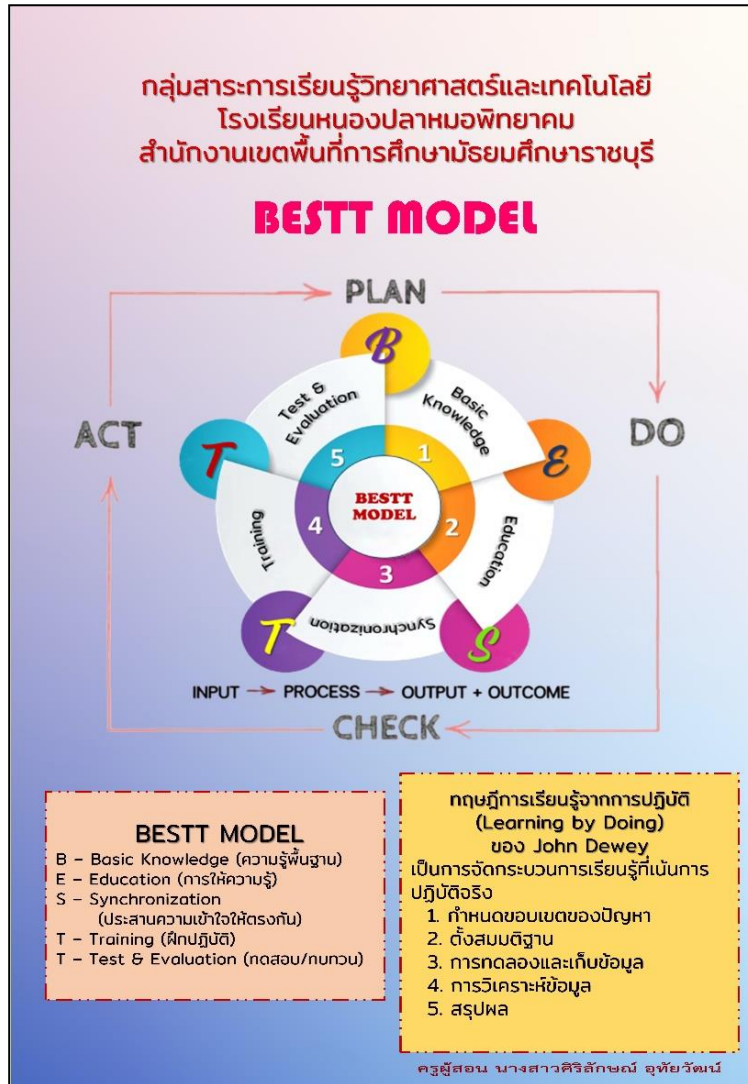 กลุ่มสาระการเรียนรู้วิทยาศาสตร์และเทคโนโลยี
โรงเรียนหนองปลาหมอพิทยาคม
สำนักงานเขตพื้นที่การศึกษามัธยมศึกษาราชบุรี
BESTT MODEL
PLAN
B
Test &
Evaluation
Basic
Knowledge
ACT
T
5
1
E
DO
BESTT
MODEL
4
2
Training
Education
3
Synchronization
T
S
INPUT → PROCESS → OUTPUT + OUTCOME
CHECK
BESTT MODEL
B – Basic Knowledge (ความรู้พื้นฐาน)
E – Education (การให้ความรู้)
S – Synchronization
(ประสานความเข้าใจให้ตรงกัน)
T – Training (ฝึกปฏิบัติ)
T – Test & Evaluation (ทดสอบ/ทบทวน)
ทฤษฎีการเรียนรู้จากการปฏิบัติ
(Learning by Doing)
ของ John Dewey
เป็นการจัดกระบวนการเรียนรู้ที่เน้นการ
ปฏิบัติจริง
1. กำหนดขอบเขตของปัญหา
2. ตั้งสมมติฐาน
3. การทดลองและเก็บข้อมูล
4. การวิเคราะห์ข้อมูล
5. สรุปผล
ครูผู้สอน นางสาวศิริลักษณ์ อุทัยวัฒน์